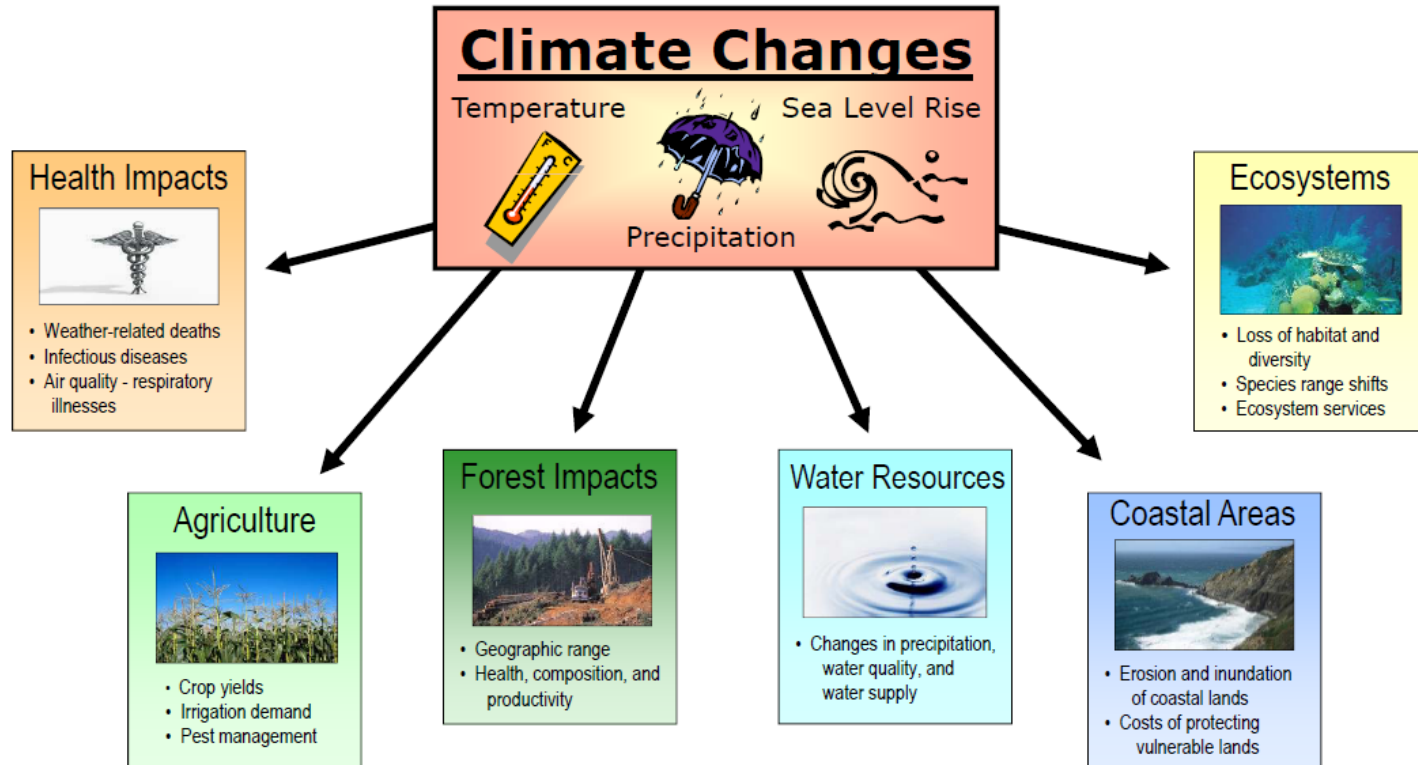 Climate Changes
Temperature
Sea Level Rise
F C
Precipitation
Health Impacts
• Weather-related deaths
• Infectious diseases
• Air quality - respiratory
illnesses
Agriculture
• Crop yields
• Irrigation demand
• Pest management
Forest Impacts
• Geographic range
• Health, composition, and
productivity
Water Resources
• Changes in precipitation,
water quality, and
water supply
Coastal Areas
• Erosion and inundation
of coastal lands
• Costs of protecting
vulnerable lands
Ecosystems
• Loss of habitat and
diversity
• Species range shifts
• Ecosystem services